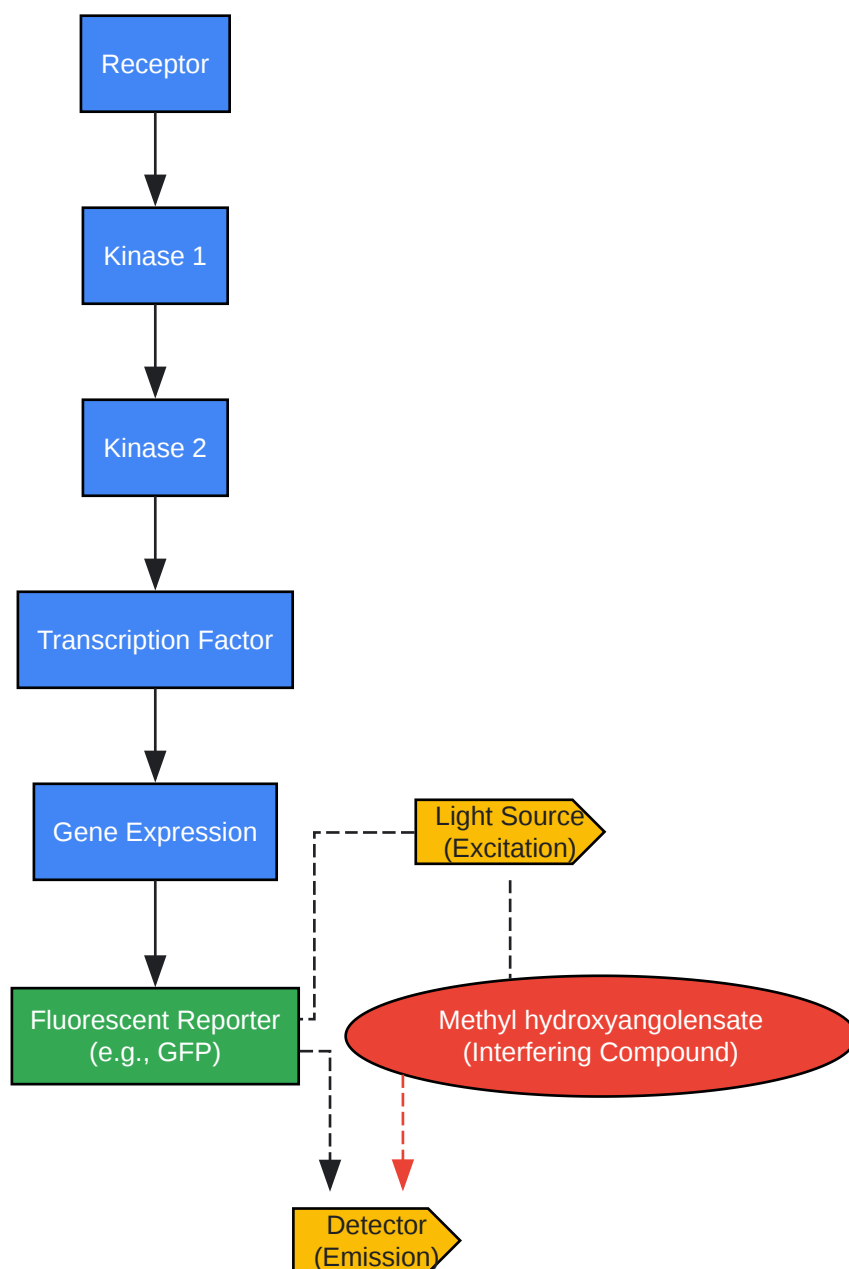 Receptor
Kinase 1
Kinase 2
Transcription Factor
Gene Expression
Light Source
(Excitation)
Fluorescent Reporter
(e.g., GFP)
Methyl hydroxyangolensate
(Interfering Compound)
Detector
(Emission)